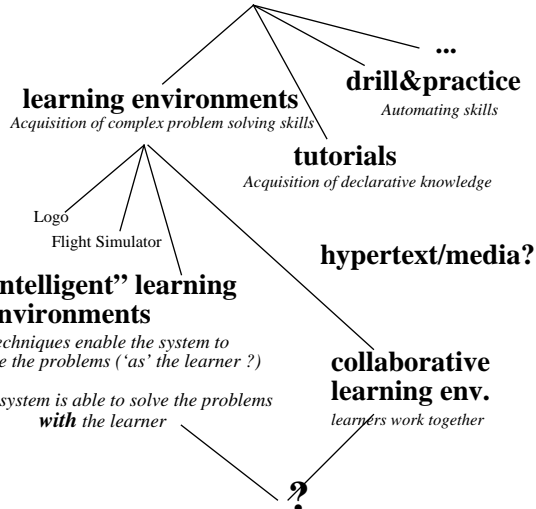 ...
drill&practice
Automating skills
learning environments
Acquisition of complex problem solving skills
tutorials
Acquisition of declarative knowledge
Logo
Flight Simulator
hypertext/media?
ntelligent” learning
nvironments
echniques enable the system to
e the problems (‘as’ the learner ?)
system is able to solve the problems
with the learner
collaborative
learning env.
learners work together
?